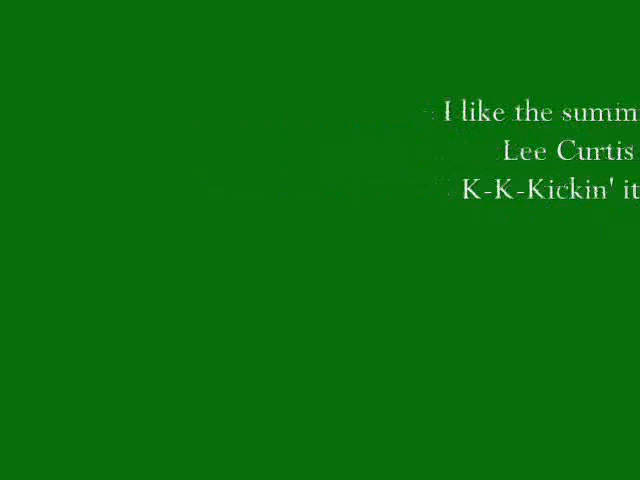 I like the summ
Lee Curtis
K-K-Kickin' it